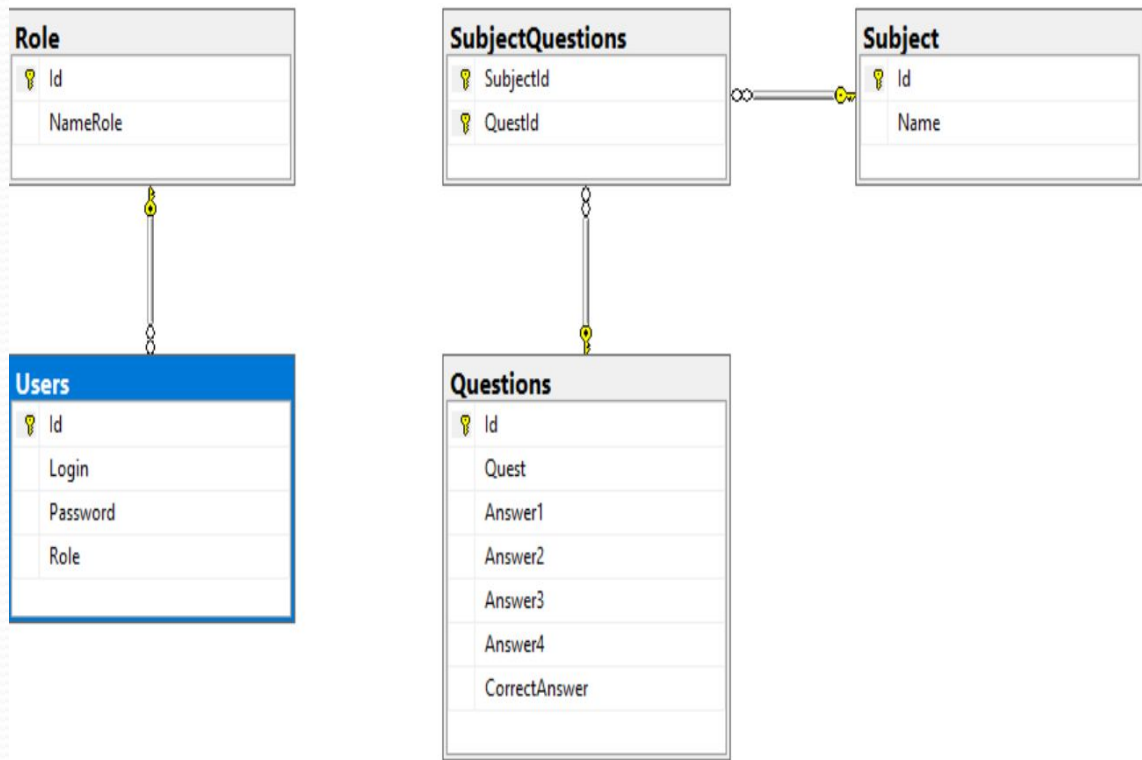 Role
Id
NameRole
SubjectQuestions
SubjectId
QuestId
Subject
Id
Name
Users
Id
Login
Password
Role
Questions
Id
Quest
Answer1
Answer2
Answer3
Answer4
CorrectAnswer